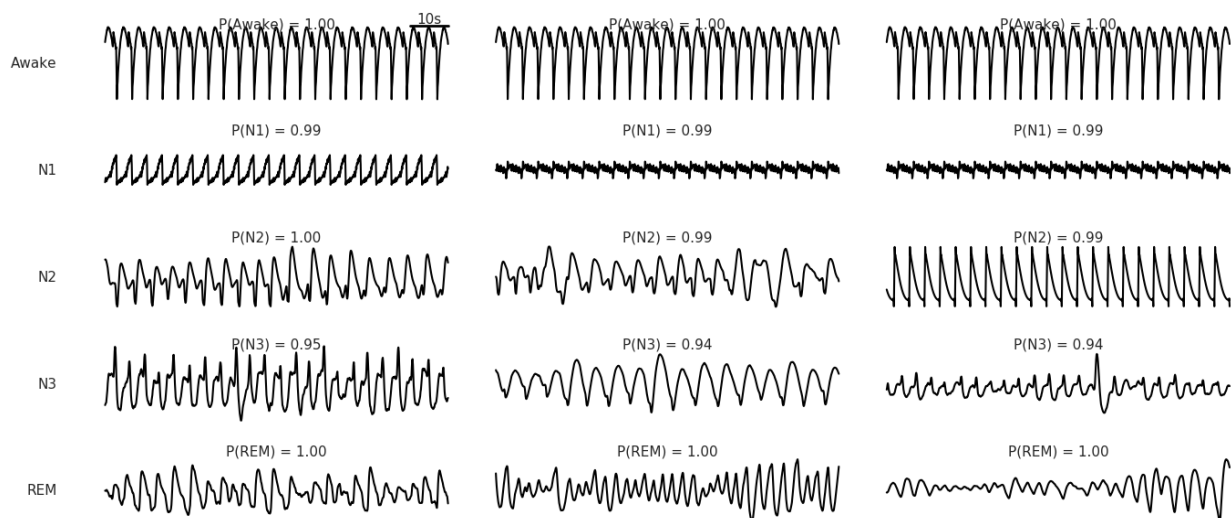 P(Awake) = 1.00 10s P(Awake) = 1.00 P(Awake) = 1.00
Awake
P(N1) = 0.99 P(N1) = 0.99 P(N1) = 0.99
N1
P(N2) = 1.00 P(N2) = 0.99 P(N2) = 0.99
N2
P(N3) = 0.95 P(N3) = 0.94 P(N3) = 0.94
N3
P(REM) = 1.00 P(REM) = 1.00 P(REM) = 1.00
REM